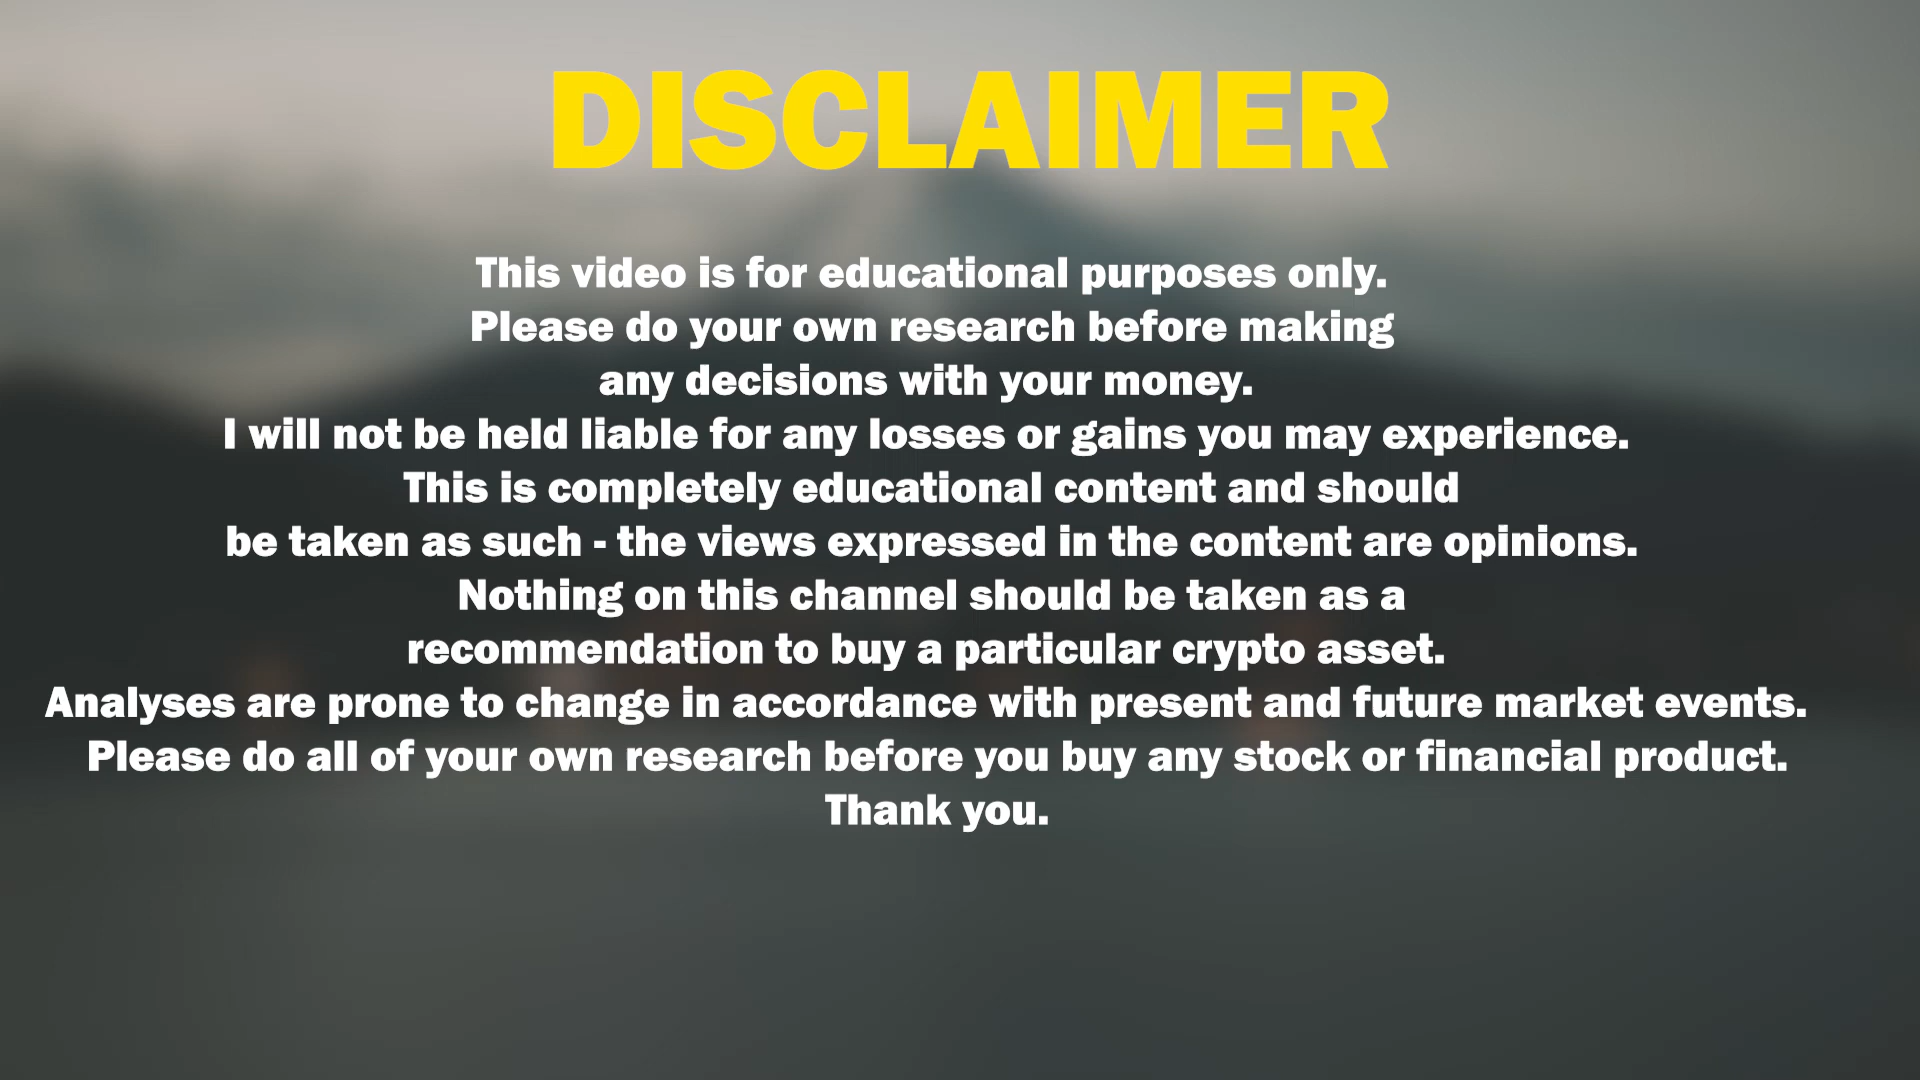 DISCLAIMER
This video is for educational purposes only.
Please do your own research before making
any decisions with your money.
I will not be held liable for any losses or gains you may experience.
This is completely educational content and should
be taken as such - the views expressed in the content are opinions.
Nothing on this channel should be taken as a
recommendation to buy a particular crypto asset.
Analyses are prone to change in accordance with present and future market events.
Please do all of your own research before you buy any stock or financial product.
Thank you.